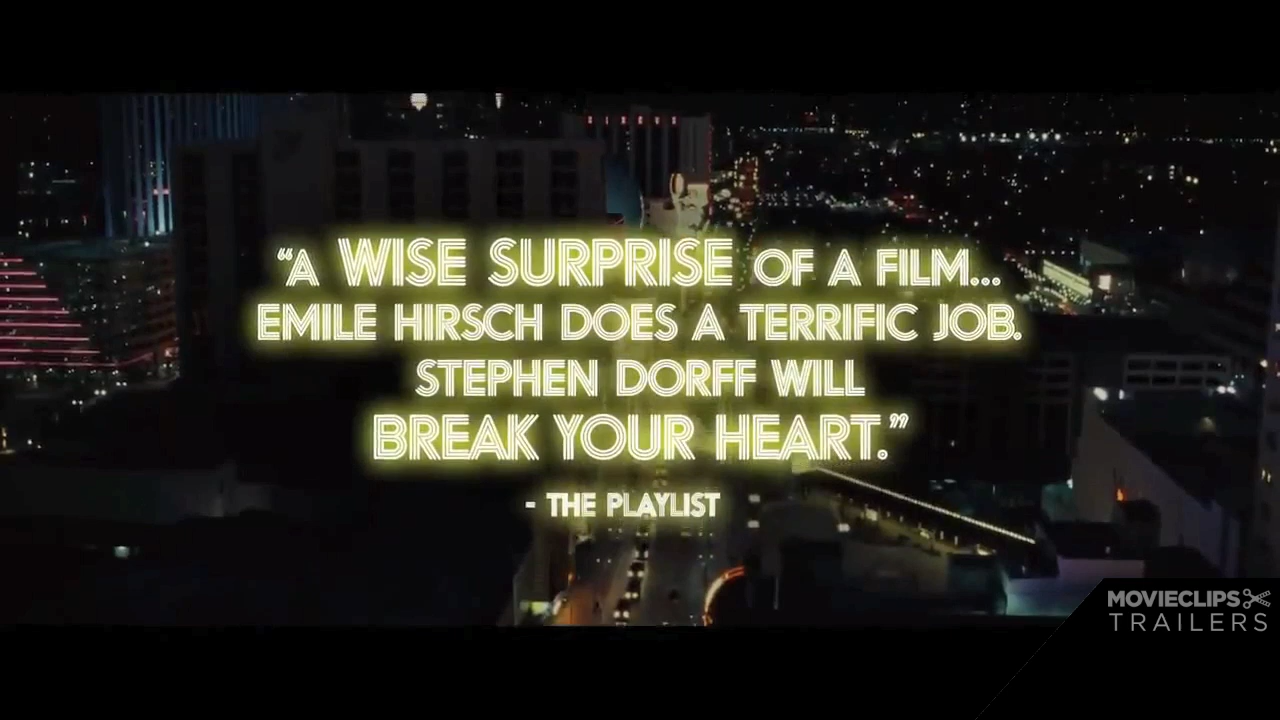 CIRCUS
“A WISE SURPRISE OF A FILM...
EMILE HIRSCH DOES A TERRIFIC JOB.
STEPHEN DORFF WILL
BREAK YOUR HEART.”
- THE PLAYLIST
MOVIECLIPS
TRAILERS